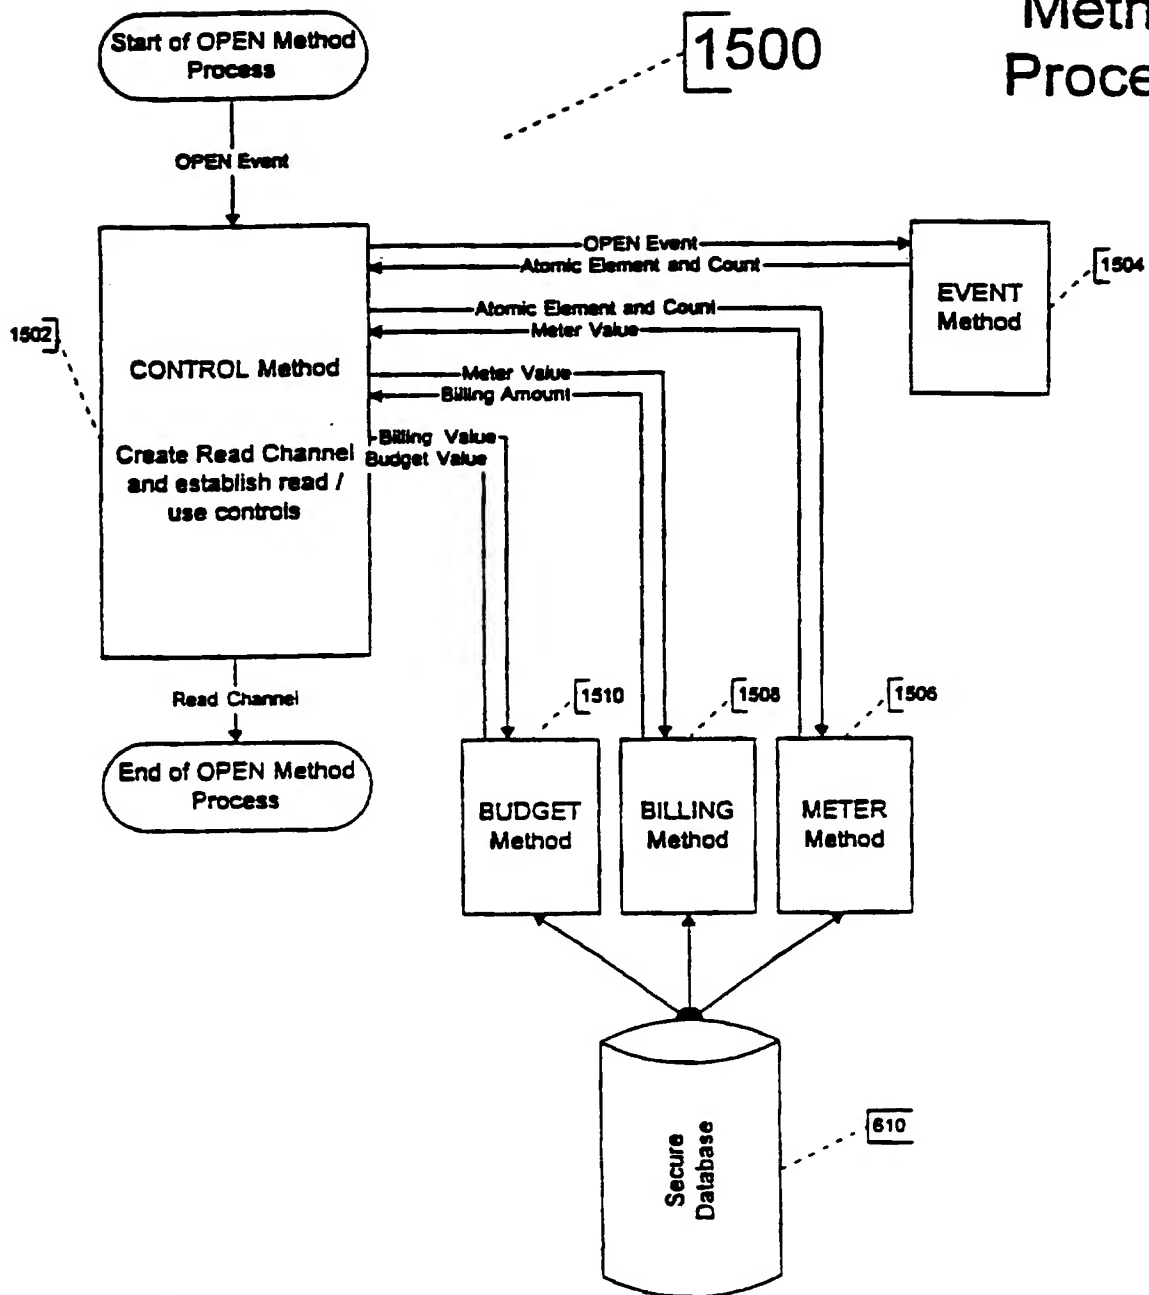 Start of OPEN Method
Process
1500
Proce
OPEN Event
OPEN Event
Atomic Element and Count
EVENT
Method
1504
Atomic Element and Count
Meter Value
1502
CONTROL Method
Meter Value
Billing Amount
Billing Value
Budget Value
Create Read Channel
and establish read /
use controls
Read Channel
1510
1508
1506
End of OPEN Method
Process
BUDGET
Method
BILLING
Method
METER
Method
610
Secure
Database